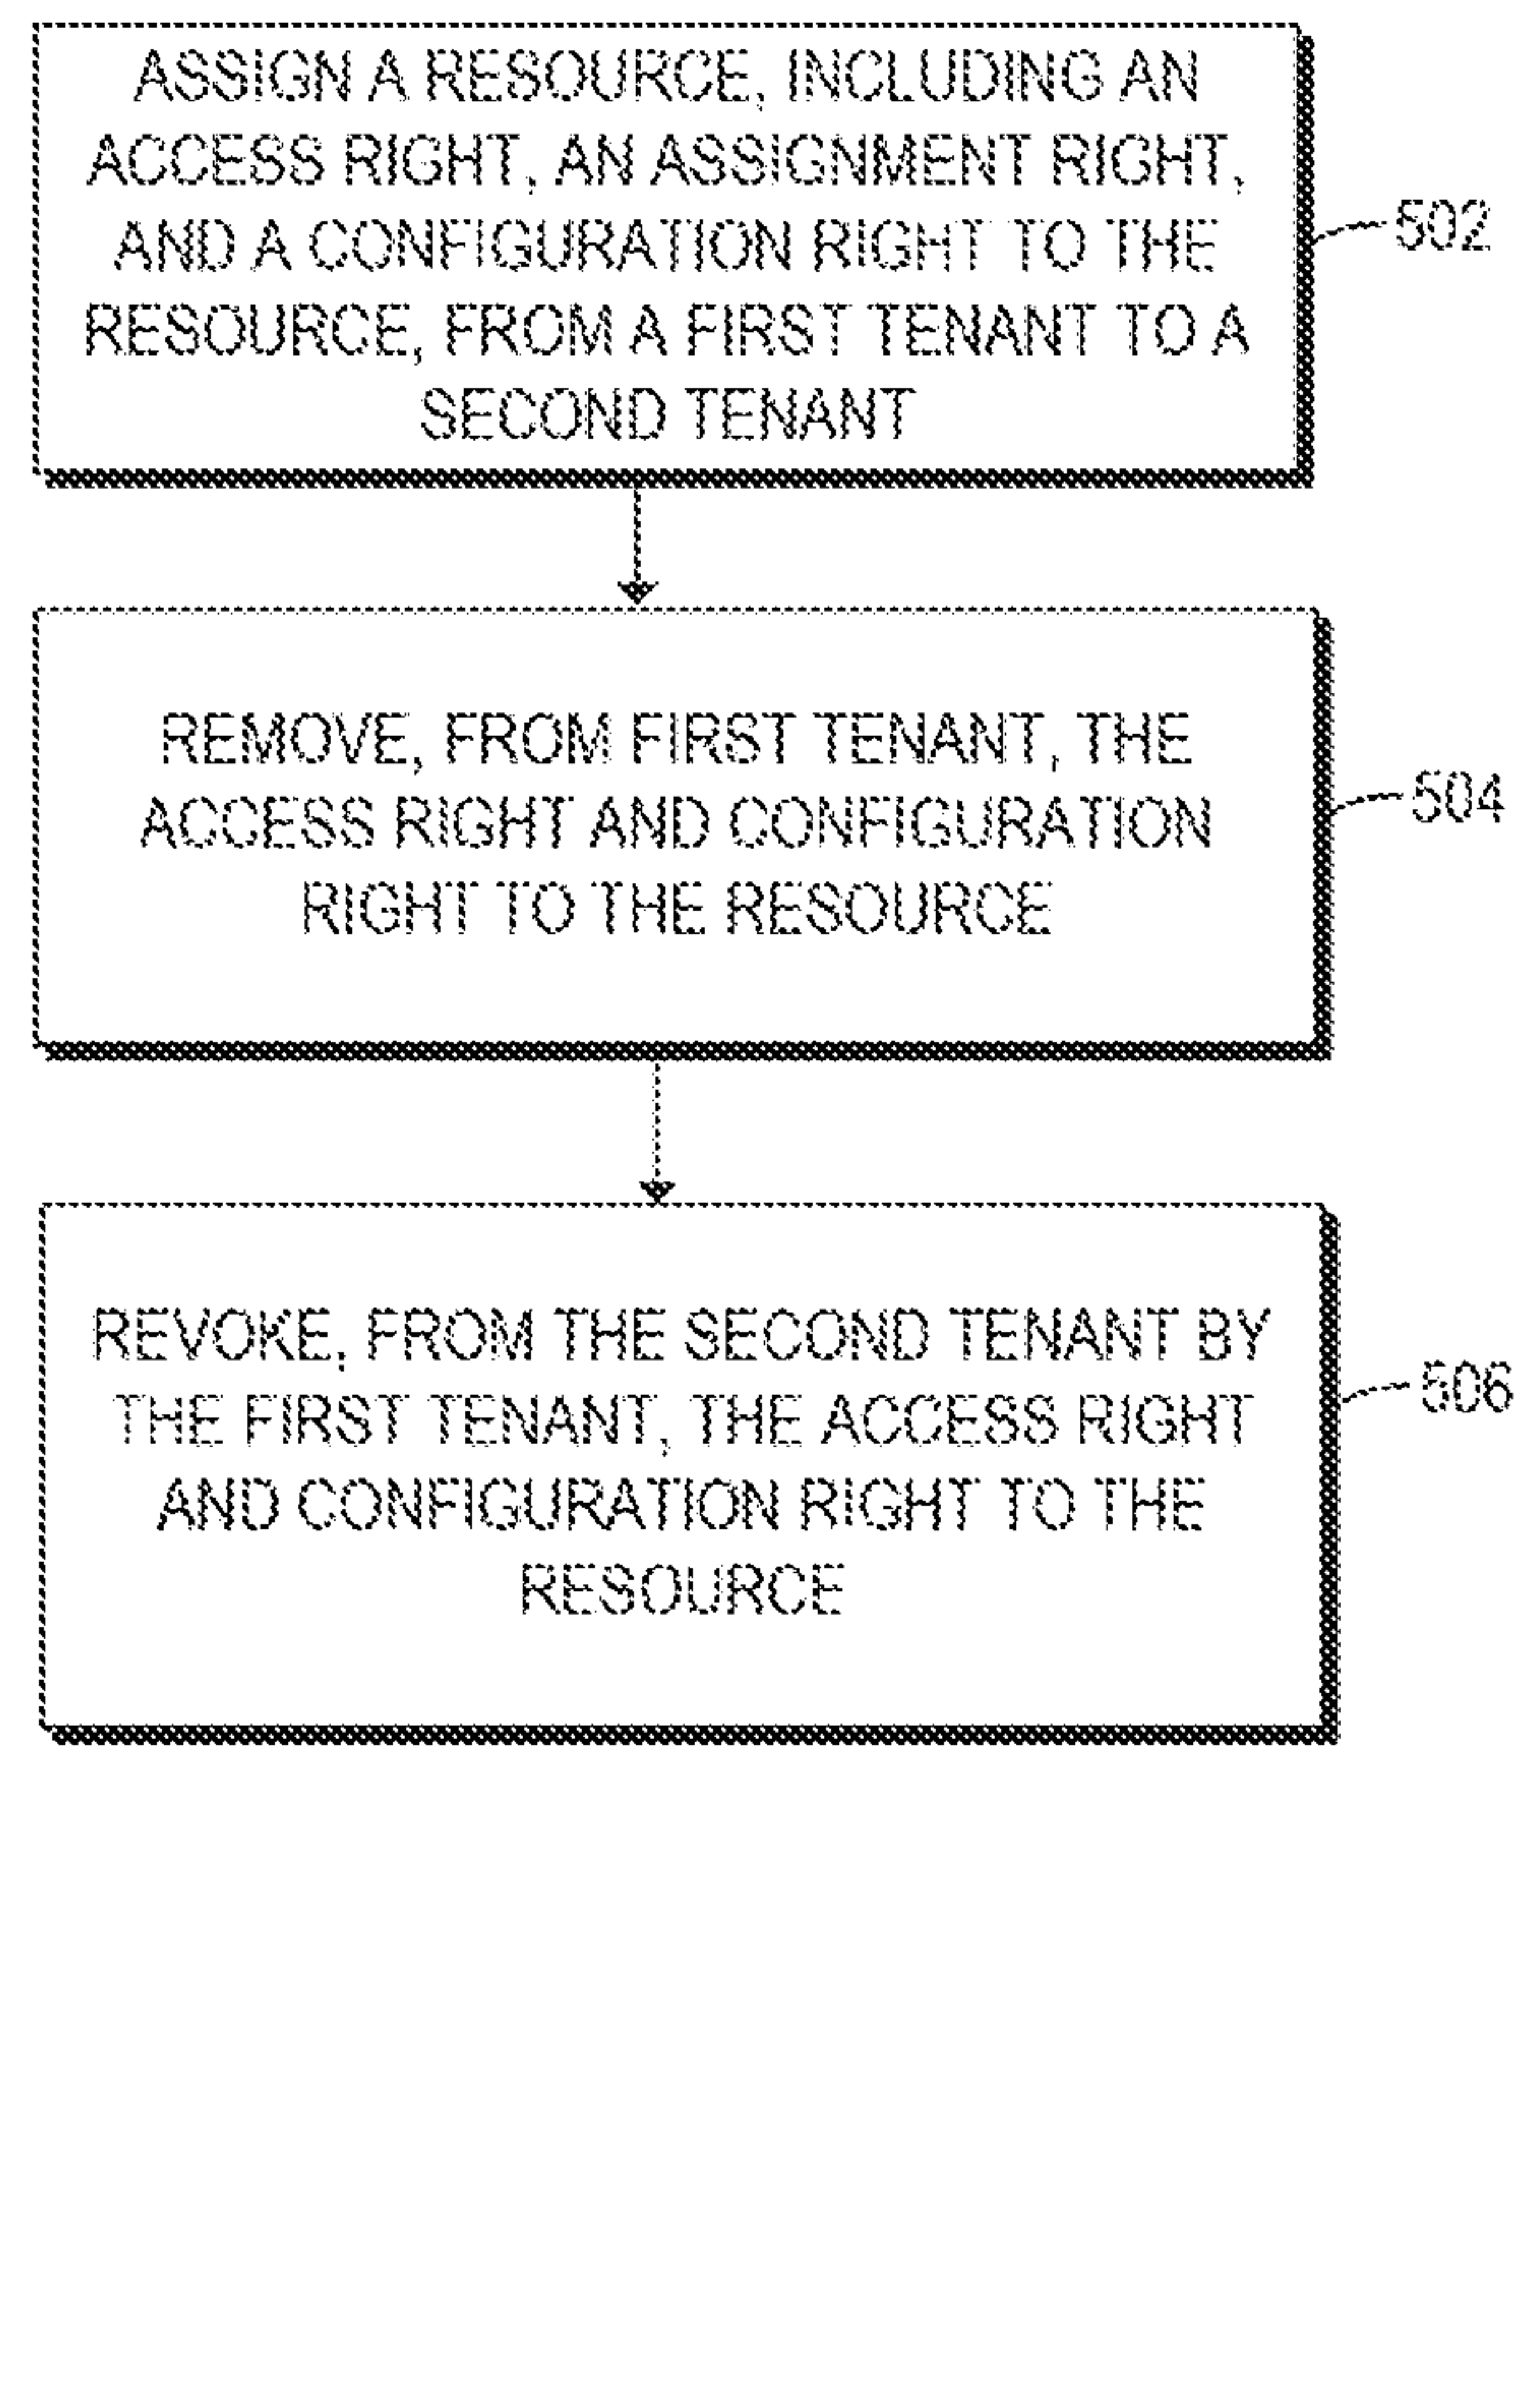 ASSIGN A RESOURCE, INCLUDING AN
ACCESS RIGHT, AN ASSIGNMENT RIGHT,
AND A CONFIGURATION RIGHT TO THE
RESOURCE, FROM A FIRST TENANT TO A
SECOND TENANT
502
REMOVE, FROM FIRST TENANT, THE
ACCESS RIGHT AND CONFIGURATION
RIGHT TO THE RESOURCE
504
REVOKE, FROM THE SECOND TENANT BY
THE FIRST TENANT, THE ACCESS RIGHT
AND CONFIGURATION RIGHT TO THE
RESOURCE
506